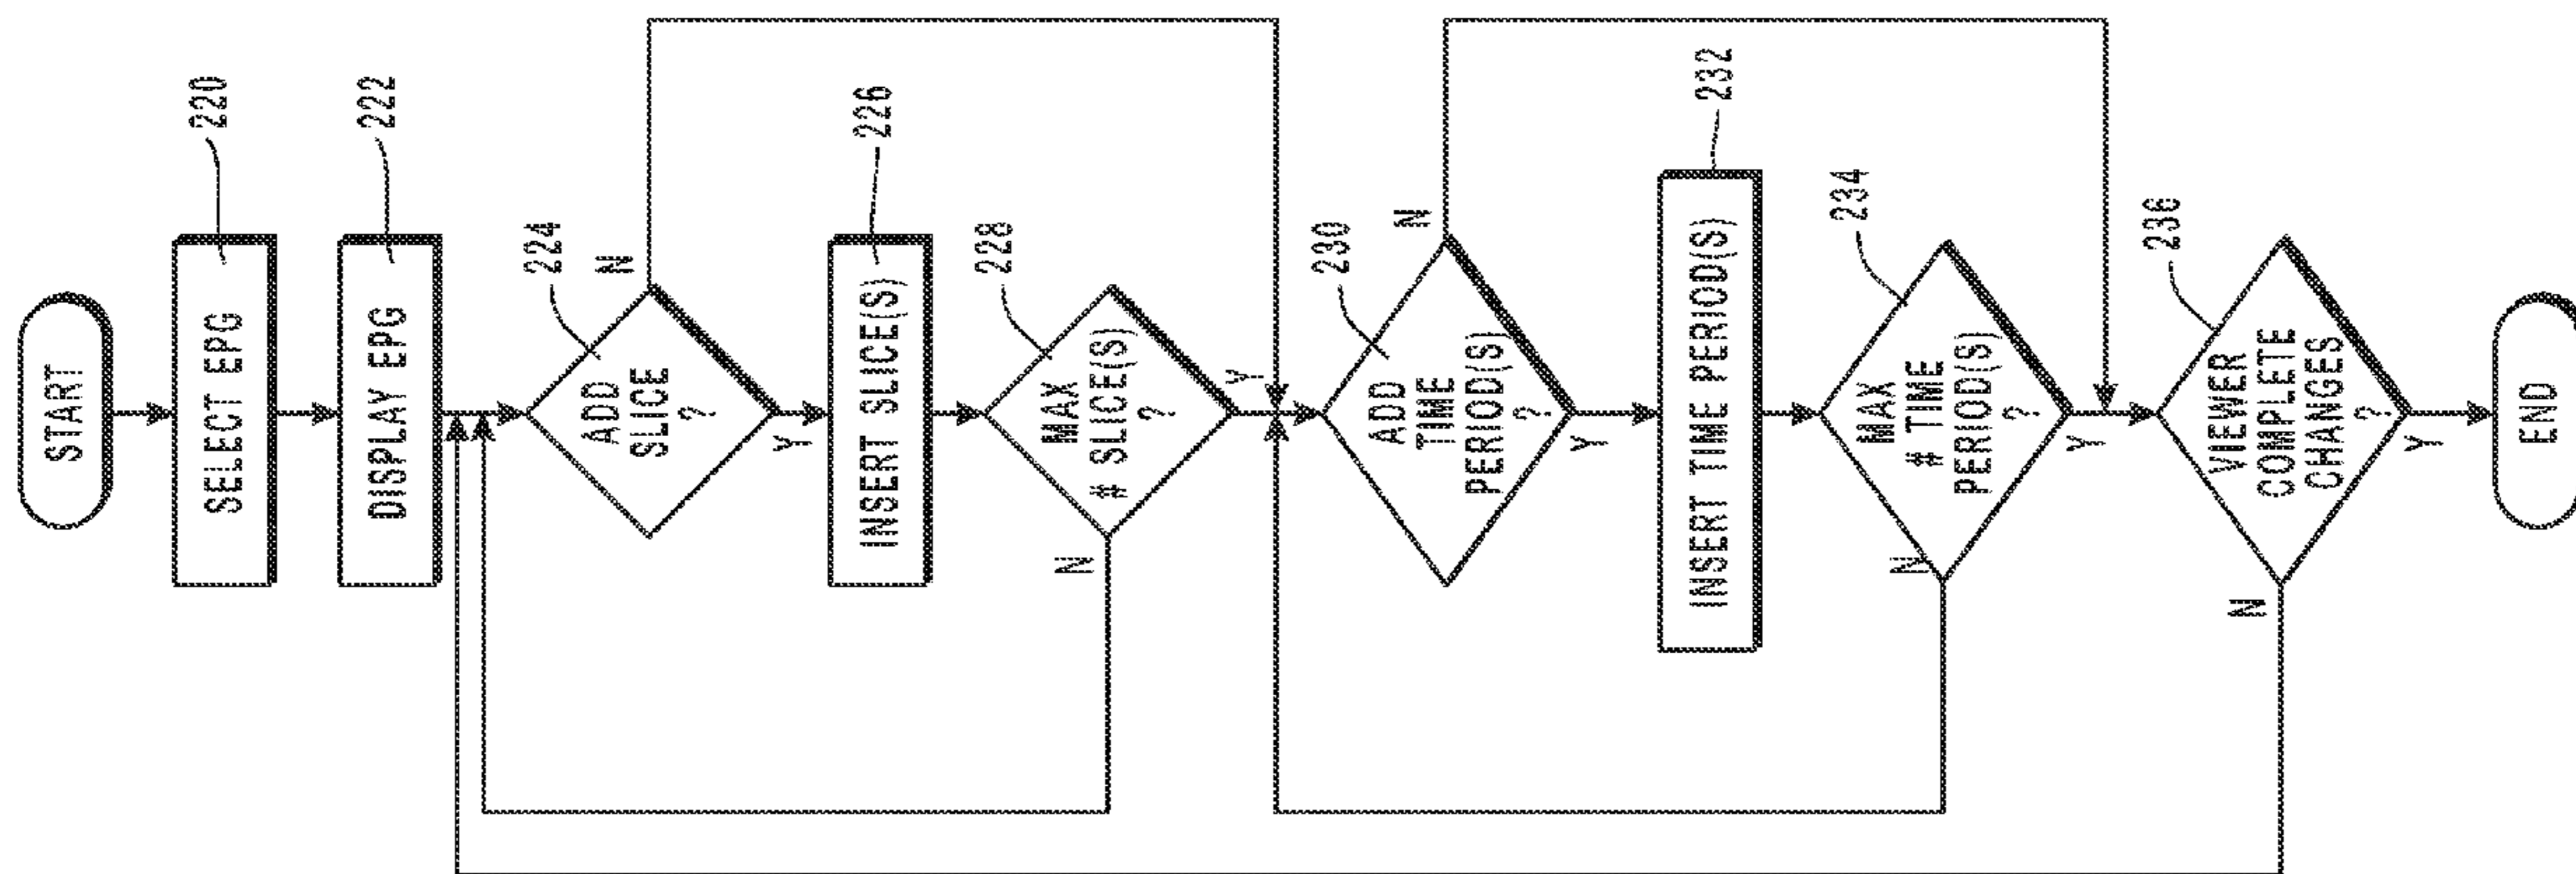 START
SELECT EPG
220
DISPLAY EPG
222
ADD
SLICE
?
224
N
Y
INSERT SLICE(S)
226
MAX
# SLICE(S)
?
228
N
Y
ADD
TIME
PERIOD(S)
?
230
N
Y
INSERT TIME PERIOD(S)
232
MAX
# TIME
PERIOD(S)
?
234
N
Y
VIEWER
COMPLETE
CHANGES
?
236
N
Y
END